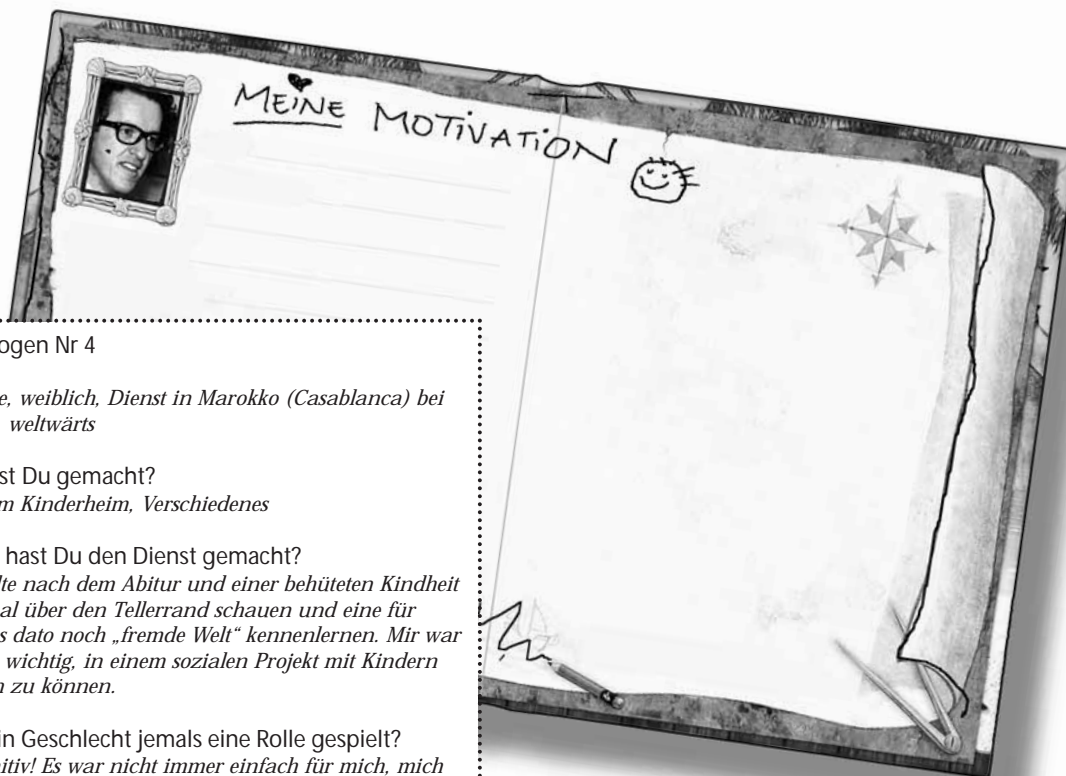 MEINE MOTIVATION
ogen Nr 4
e, weiblich, Dienst in Marokko (Casablanca) bei
weltwärts
st Du gemacht?
m Kinderheim, Verschiedenes
hast Du den Dienst gemacht?
lte nach dem Abitur und einer behüteten Kindheit
al über den Tellerrand schauen und eine für
s dato noch „fremde Welt“ kennenlernen. Mir war
wichtig, in einem sozialen Projekt mit Kindern
n zu können.
in Geschlecht jemals eine Rolle gespielt?
nitiv! Es war nicht immer einfach für mich, mich